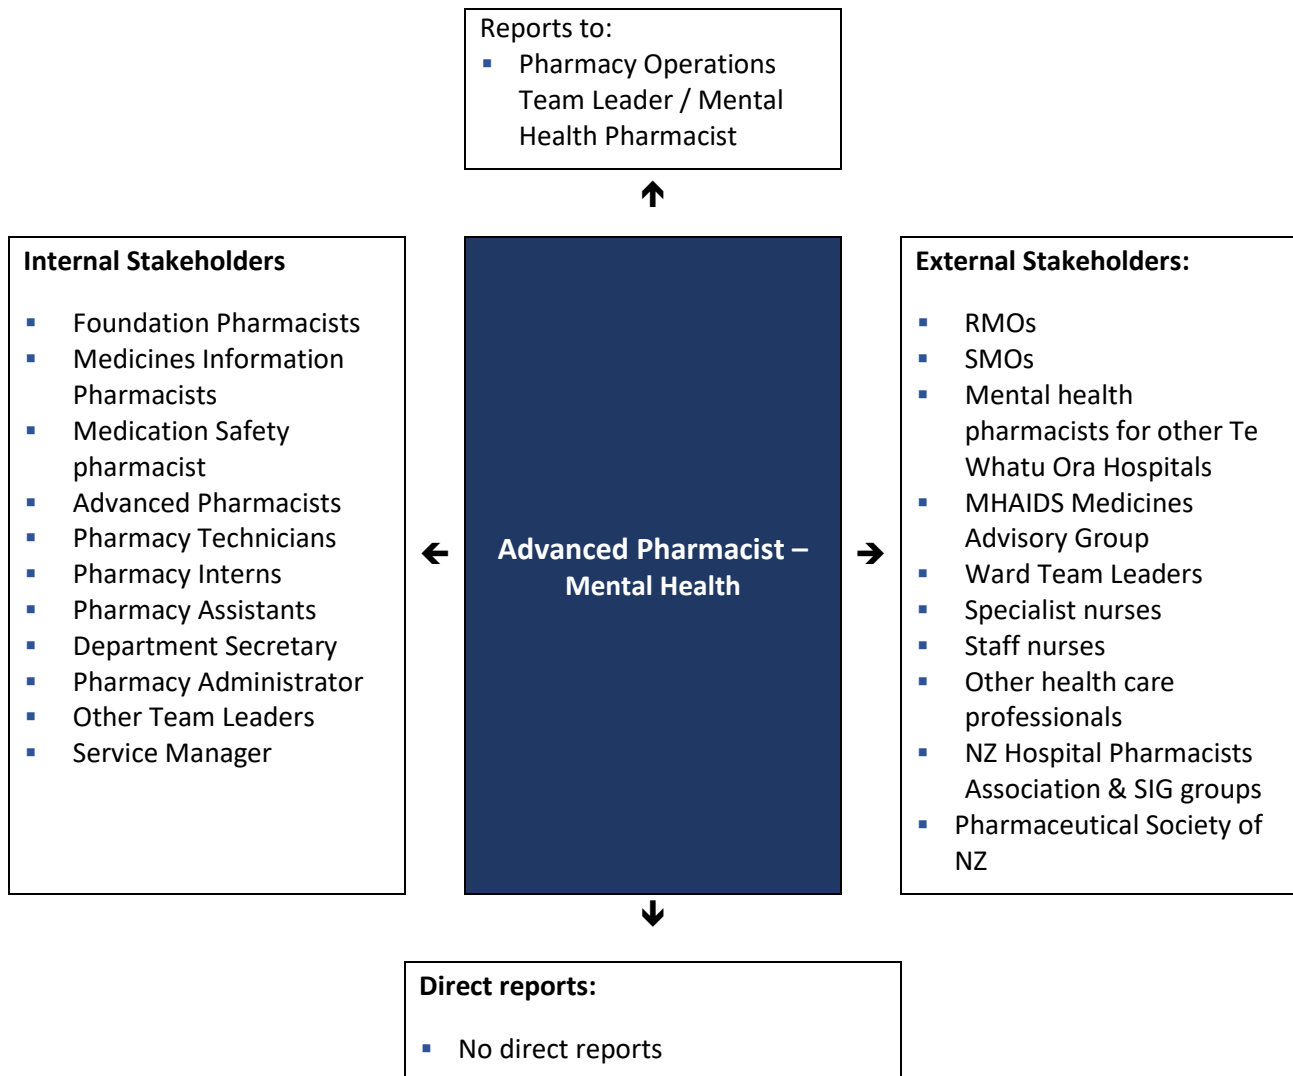 Reports to:
▪ Pharmacy Operations
Team Leader / Mental
Health Pharmacist
Internal Stakeholders
▪ Foundation Pharmacists
▪ Medicines Information
Pharmacists
▪ Medication Safety
pharmacist
▪ Advanced Pharmacists
▪ Pharmacy Technicians
▪ Pharmacy Interns
▪ Pharmacy Assistants
▪ Department Secretary
▪ Pharmacy Administrator
▪ Other Team Leaders
▪ Service Manager
Advanced Pharmacist –
Mental Health
External Stakeholders:
▪ RMOs
▪ SMOs
▪ Mental health
pharmacists for other Te
Whatu Ora Hospitals
▪ MHAIDS Medicines
Advisory Group
▪ Ward Team Leaders
▪ Specialist nurses
▪ Staff nurses
▪ Other health care
professionals
▪ NZ Hospital Pharmacists
Association & SIG groups
▪ Pharmaceutical Society of
NZ
Direct reports:
▪ No direct reports